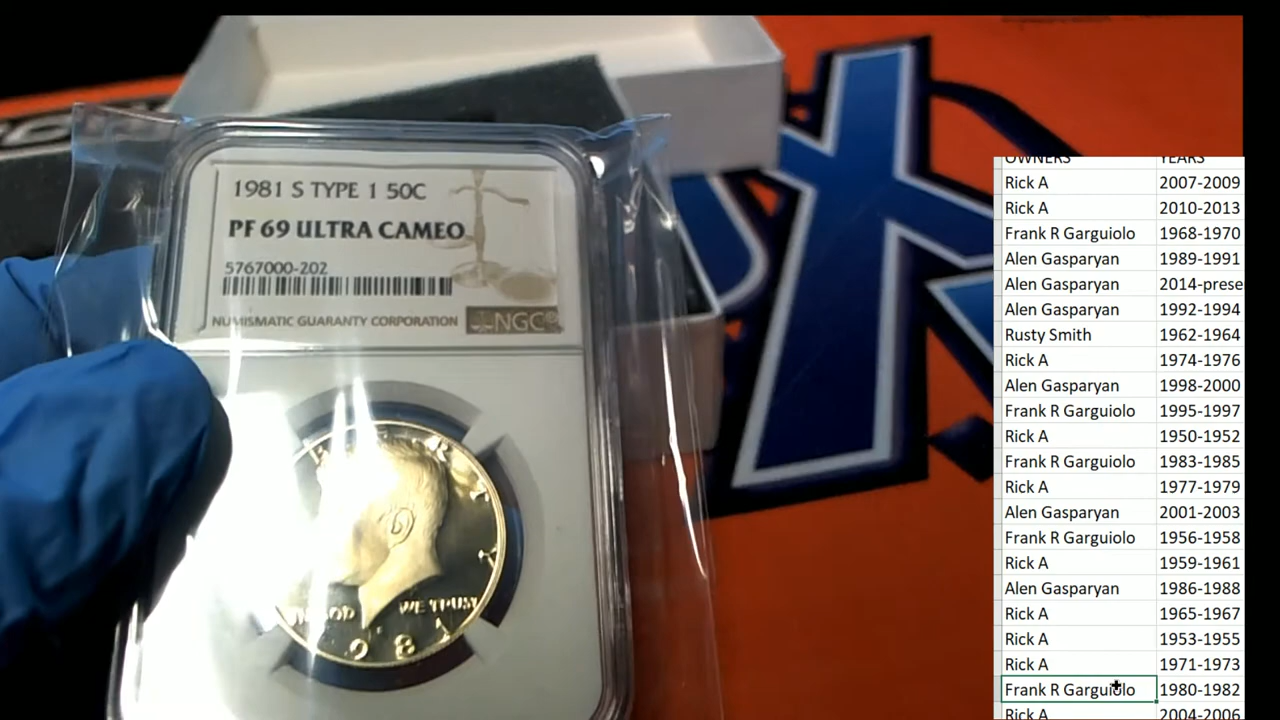 1981 S TYPE 1 50C
PF 69 ULTRA CAMEO
5767000-202
NUMISMATIC GUARANTY CORPORATION NGC
WE TRUST
OWNERS YEARS
Rick A 2007-2009
Rick A 2010-2013
Frank R Garguiolo 1968-1970
Alen Gasparyan 1989-1991
Alen Gasparyan 2014-prese
Alen Gasparyan 1992-1994
Rusty Smith 1962-1964
Rick A 1974-1976
Alen Gasparyan 1998-2000
Frank R Garguiolo 1995-1997
Rick A 1950-1952
Frank R Garguiolo 1983-1985
Rick A 1977-1979
Alen Gasparyan 2001-2003
Frank R Garguiolo 1956-1958
Rick A 1959-1961
Alen Gasparyan 1986-1988
Rick A 1965-1967
Rick A 1953-1955
Rick A 1971-1973
Frank R Garguiolo 1980-1982
Rick A 2004-2006